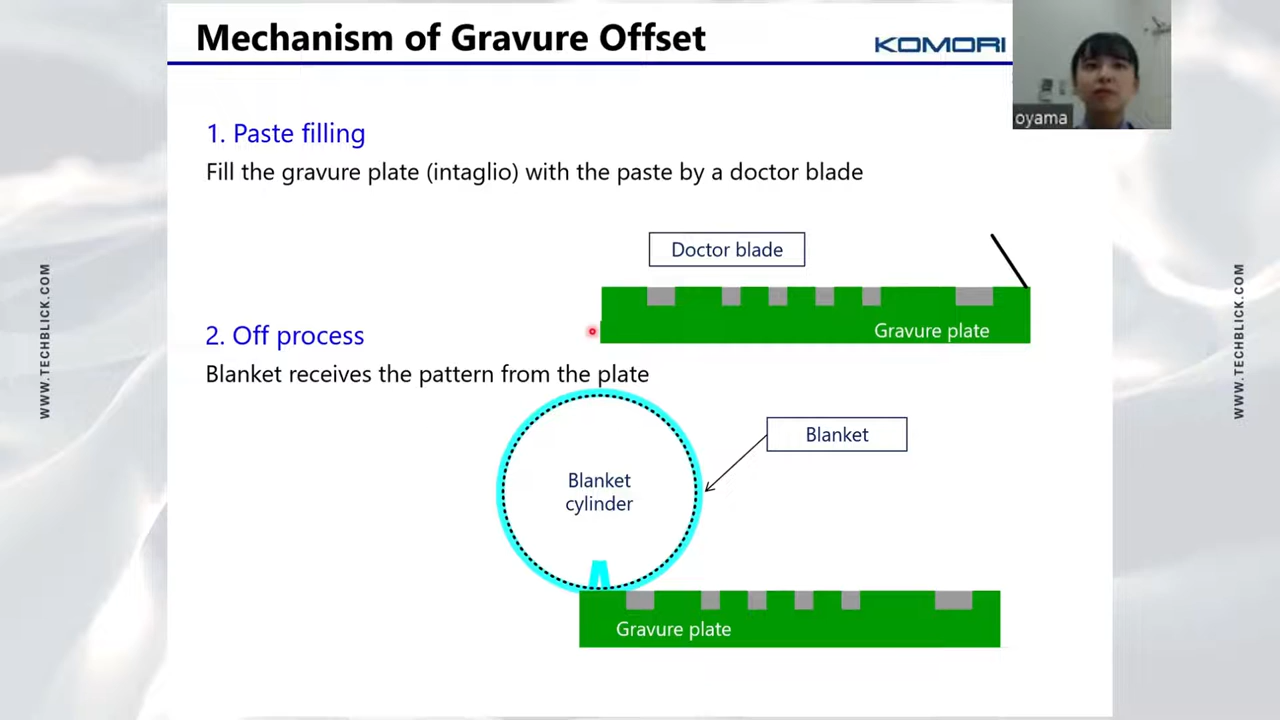 Mechanism of Gravure Offset
KOMORI
oyama
1. Paste filling
Fill the gravure plate (intaglio) with the paste by a doctor blade
Doctor blade
Gravure plate
2. Off process
Blanket receives the pattern from the plate
Blanket
Blanket
cylinder
Gravure plate
WWW.TECHBLICK.COM
WWW.TECHBLICK.COM